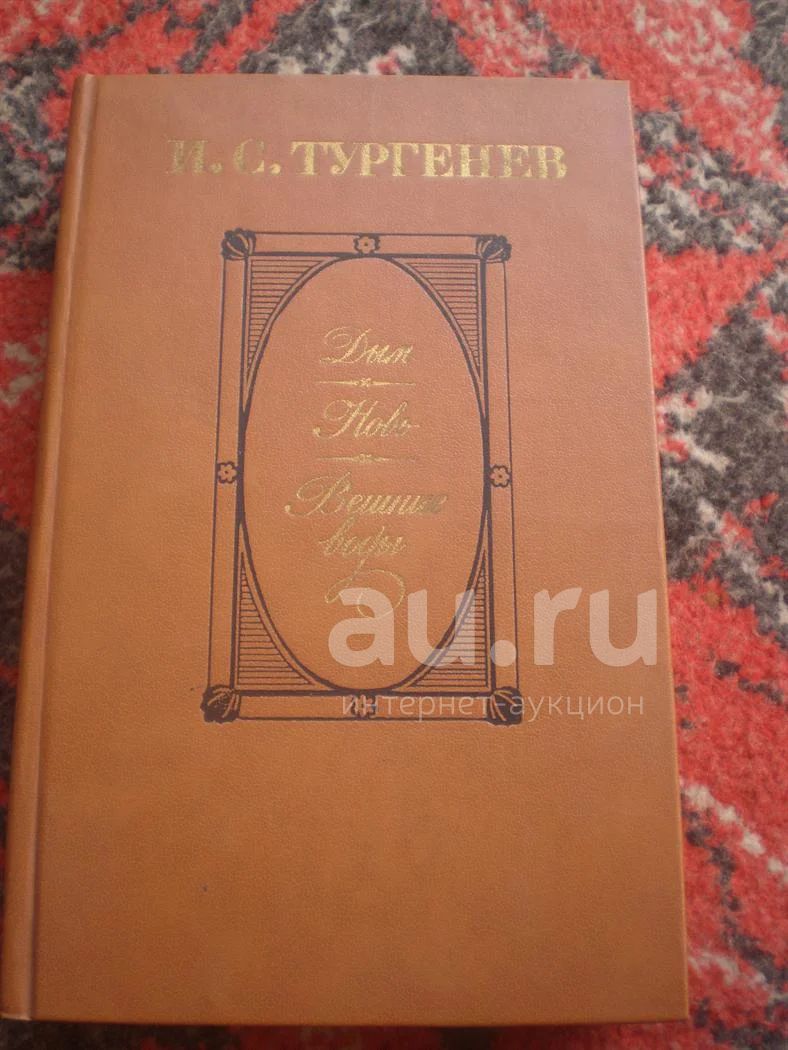 И. С. ТУРГЕНЕВ
Дым
Новь
Вешние
воды
au.ru
интернет-аукцион